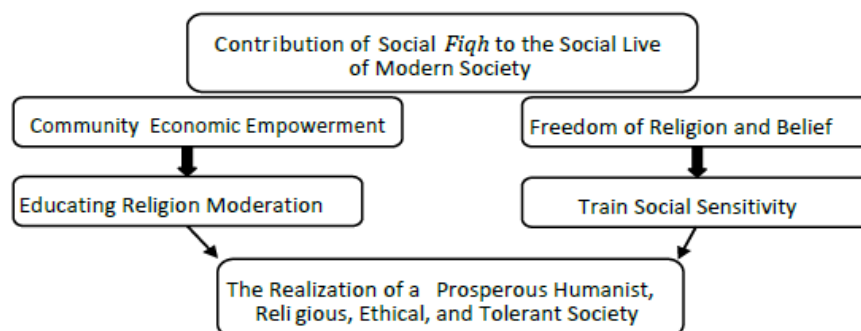 Contribution of Social Fiqh to the Social Live
of Modern Society
Community Economic Empowerment
Freedom of Religion and Belief
Educating Religion Moderation
Train Social Sensitivity
The Realization of a Prosperous Humanist,
Religious, Ethical, and Tolerant Society